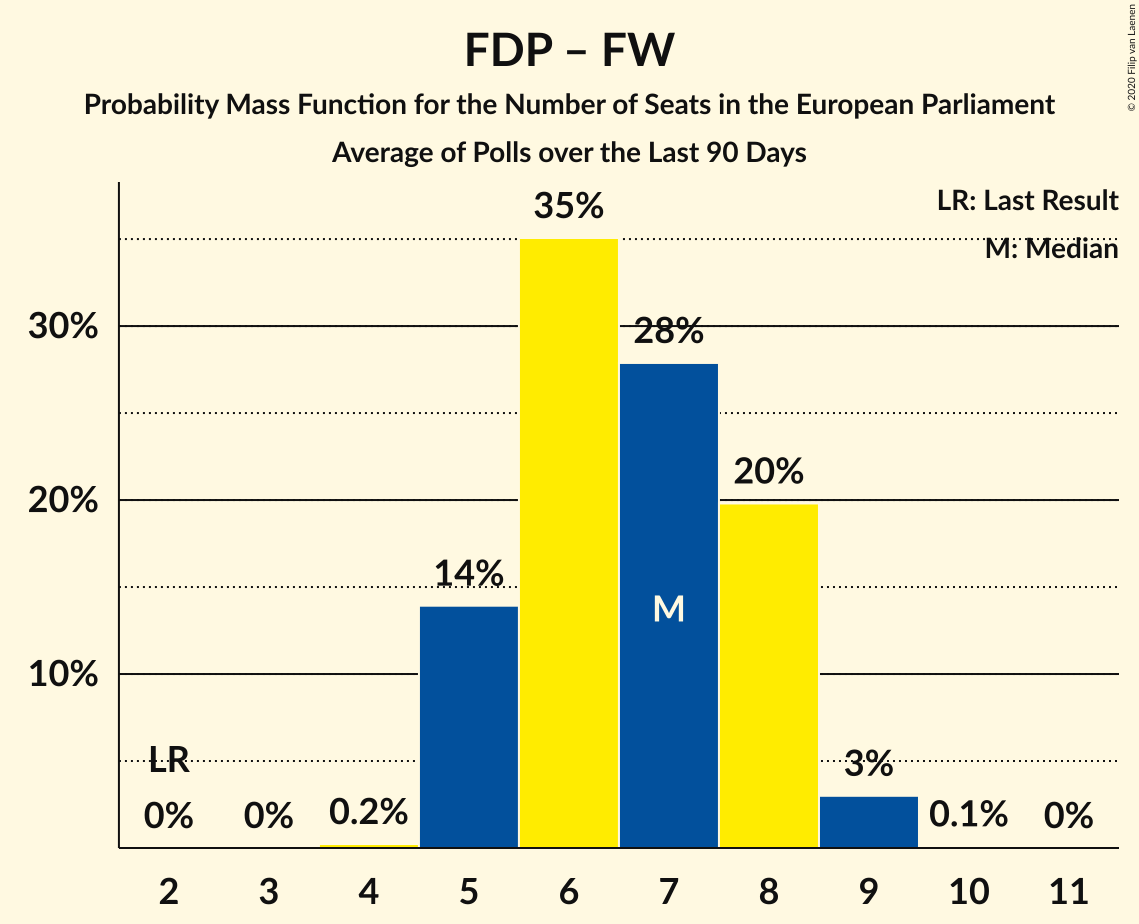 FDP – FW
Probability Mass Function for the Number of Seats in the European Parliament
Average of Polls over the Last 90 Days
© 2020 Filip van Laenen
LR: Last Result
M: Median
35%
30%
28%
20%
20%
14%
M
10%
LR
3%
0%
0%
0.2%
0.1%
0%
2 3 4 5 6 7 8 9 10 11